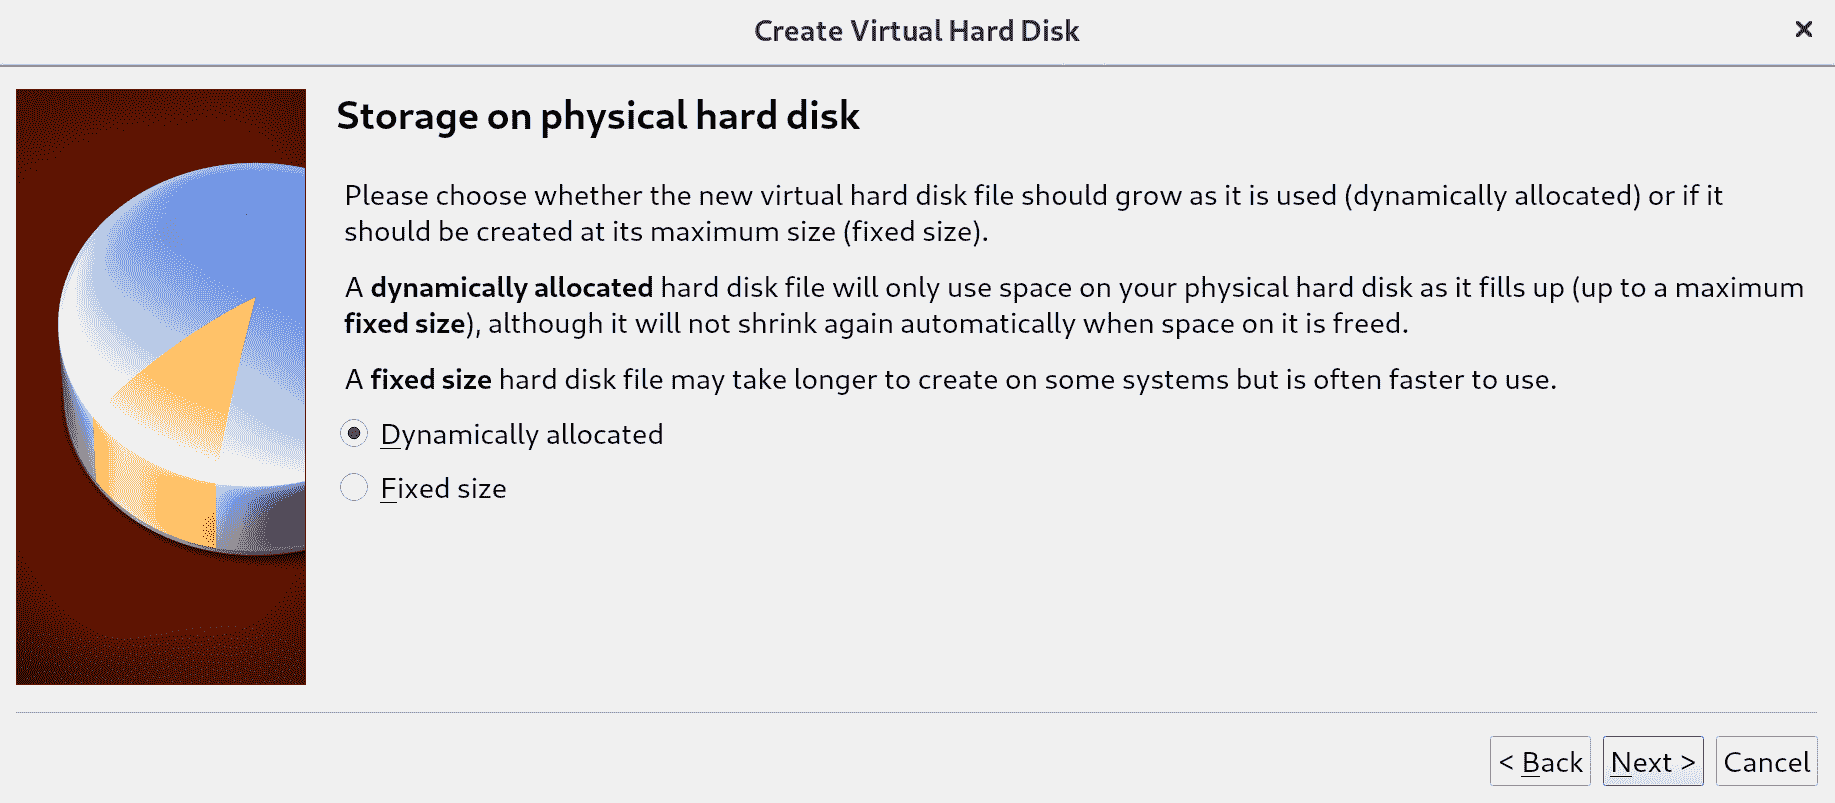 Create Virtual Hard Disk
Storage on physical hard disk
Please choose whether the new virtual hard disk file should grow as it is used (dynamically allocated) or if it
should be created at its maximum size (fixed size).
A dynamically allocated hard disk file will only use space on your physical hard disk as it fills up (up to a maximum
fixed size), although it will not shrink again automatically when space on it is freed.
A fixed size hard disk file may take longer to create on some systems but is often faster to use.
Dynamically allocated
Fixed size
< Back Next > Cancel